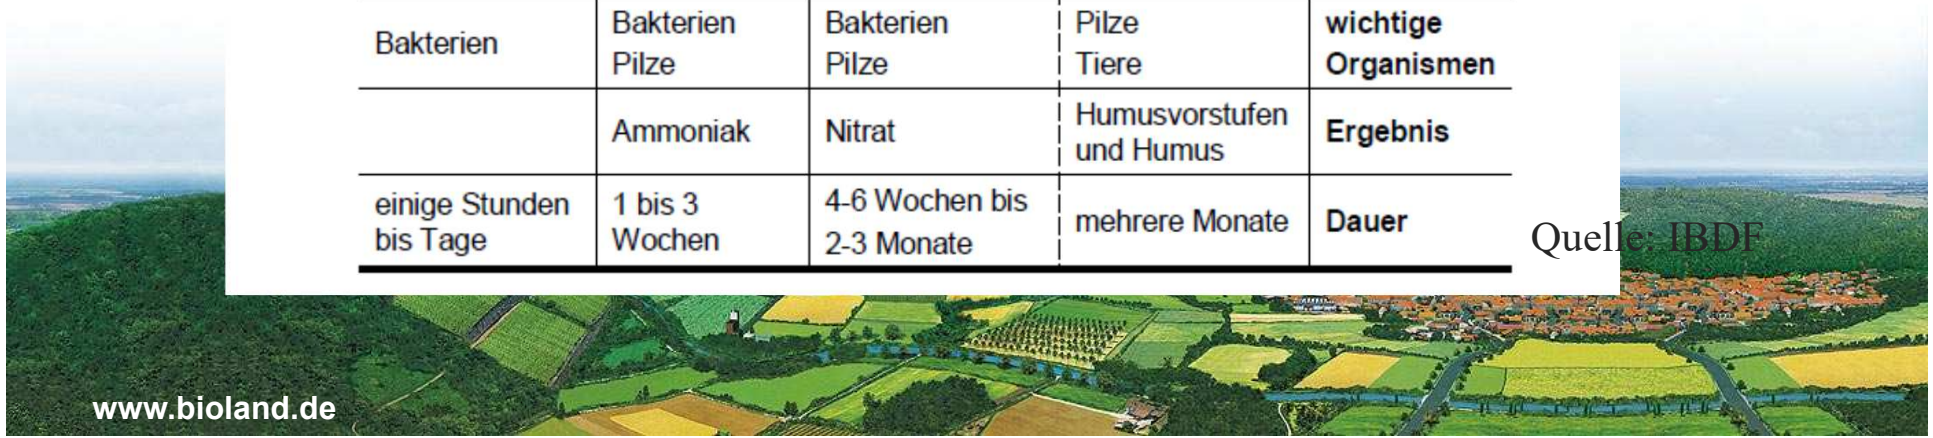 Bakterien
Bakterien
Pilze
Bakterien
Pilze
Pilze
Tiere
wichtige
Organismen
Ammoniak
Nitrat
Humusvorstufen
und Humus
Ergebnis
einige Stunden
bis Tage
1 bis 3
Wochen
4-6 Wochen bis
2-3 Monate
mehrere Monate
Dauer
Quelle: IBDF
www.bioland.de